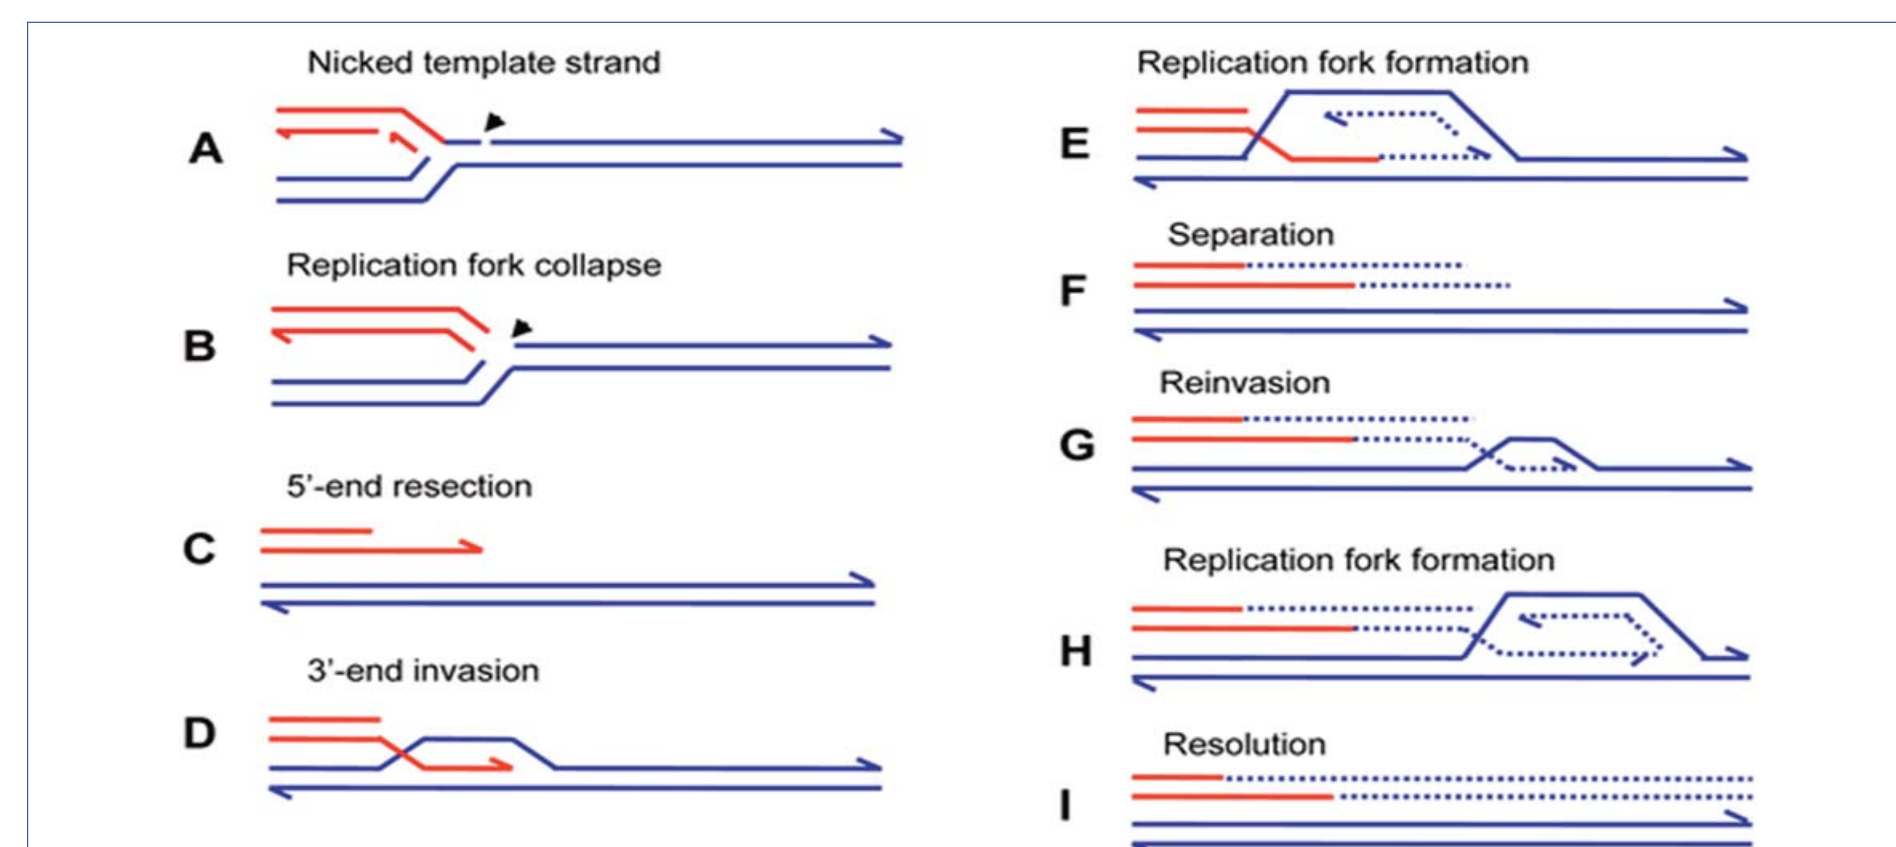 Nicked template strand
A
Replication fork collapse
B
5'-end resection
C
3'-end invasion
D
Replication fork formation
E
Separation
F
Reinvasion
G
Replication fork formation
H
Resolution
I